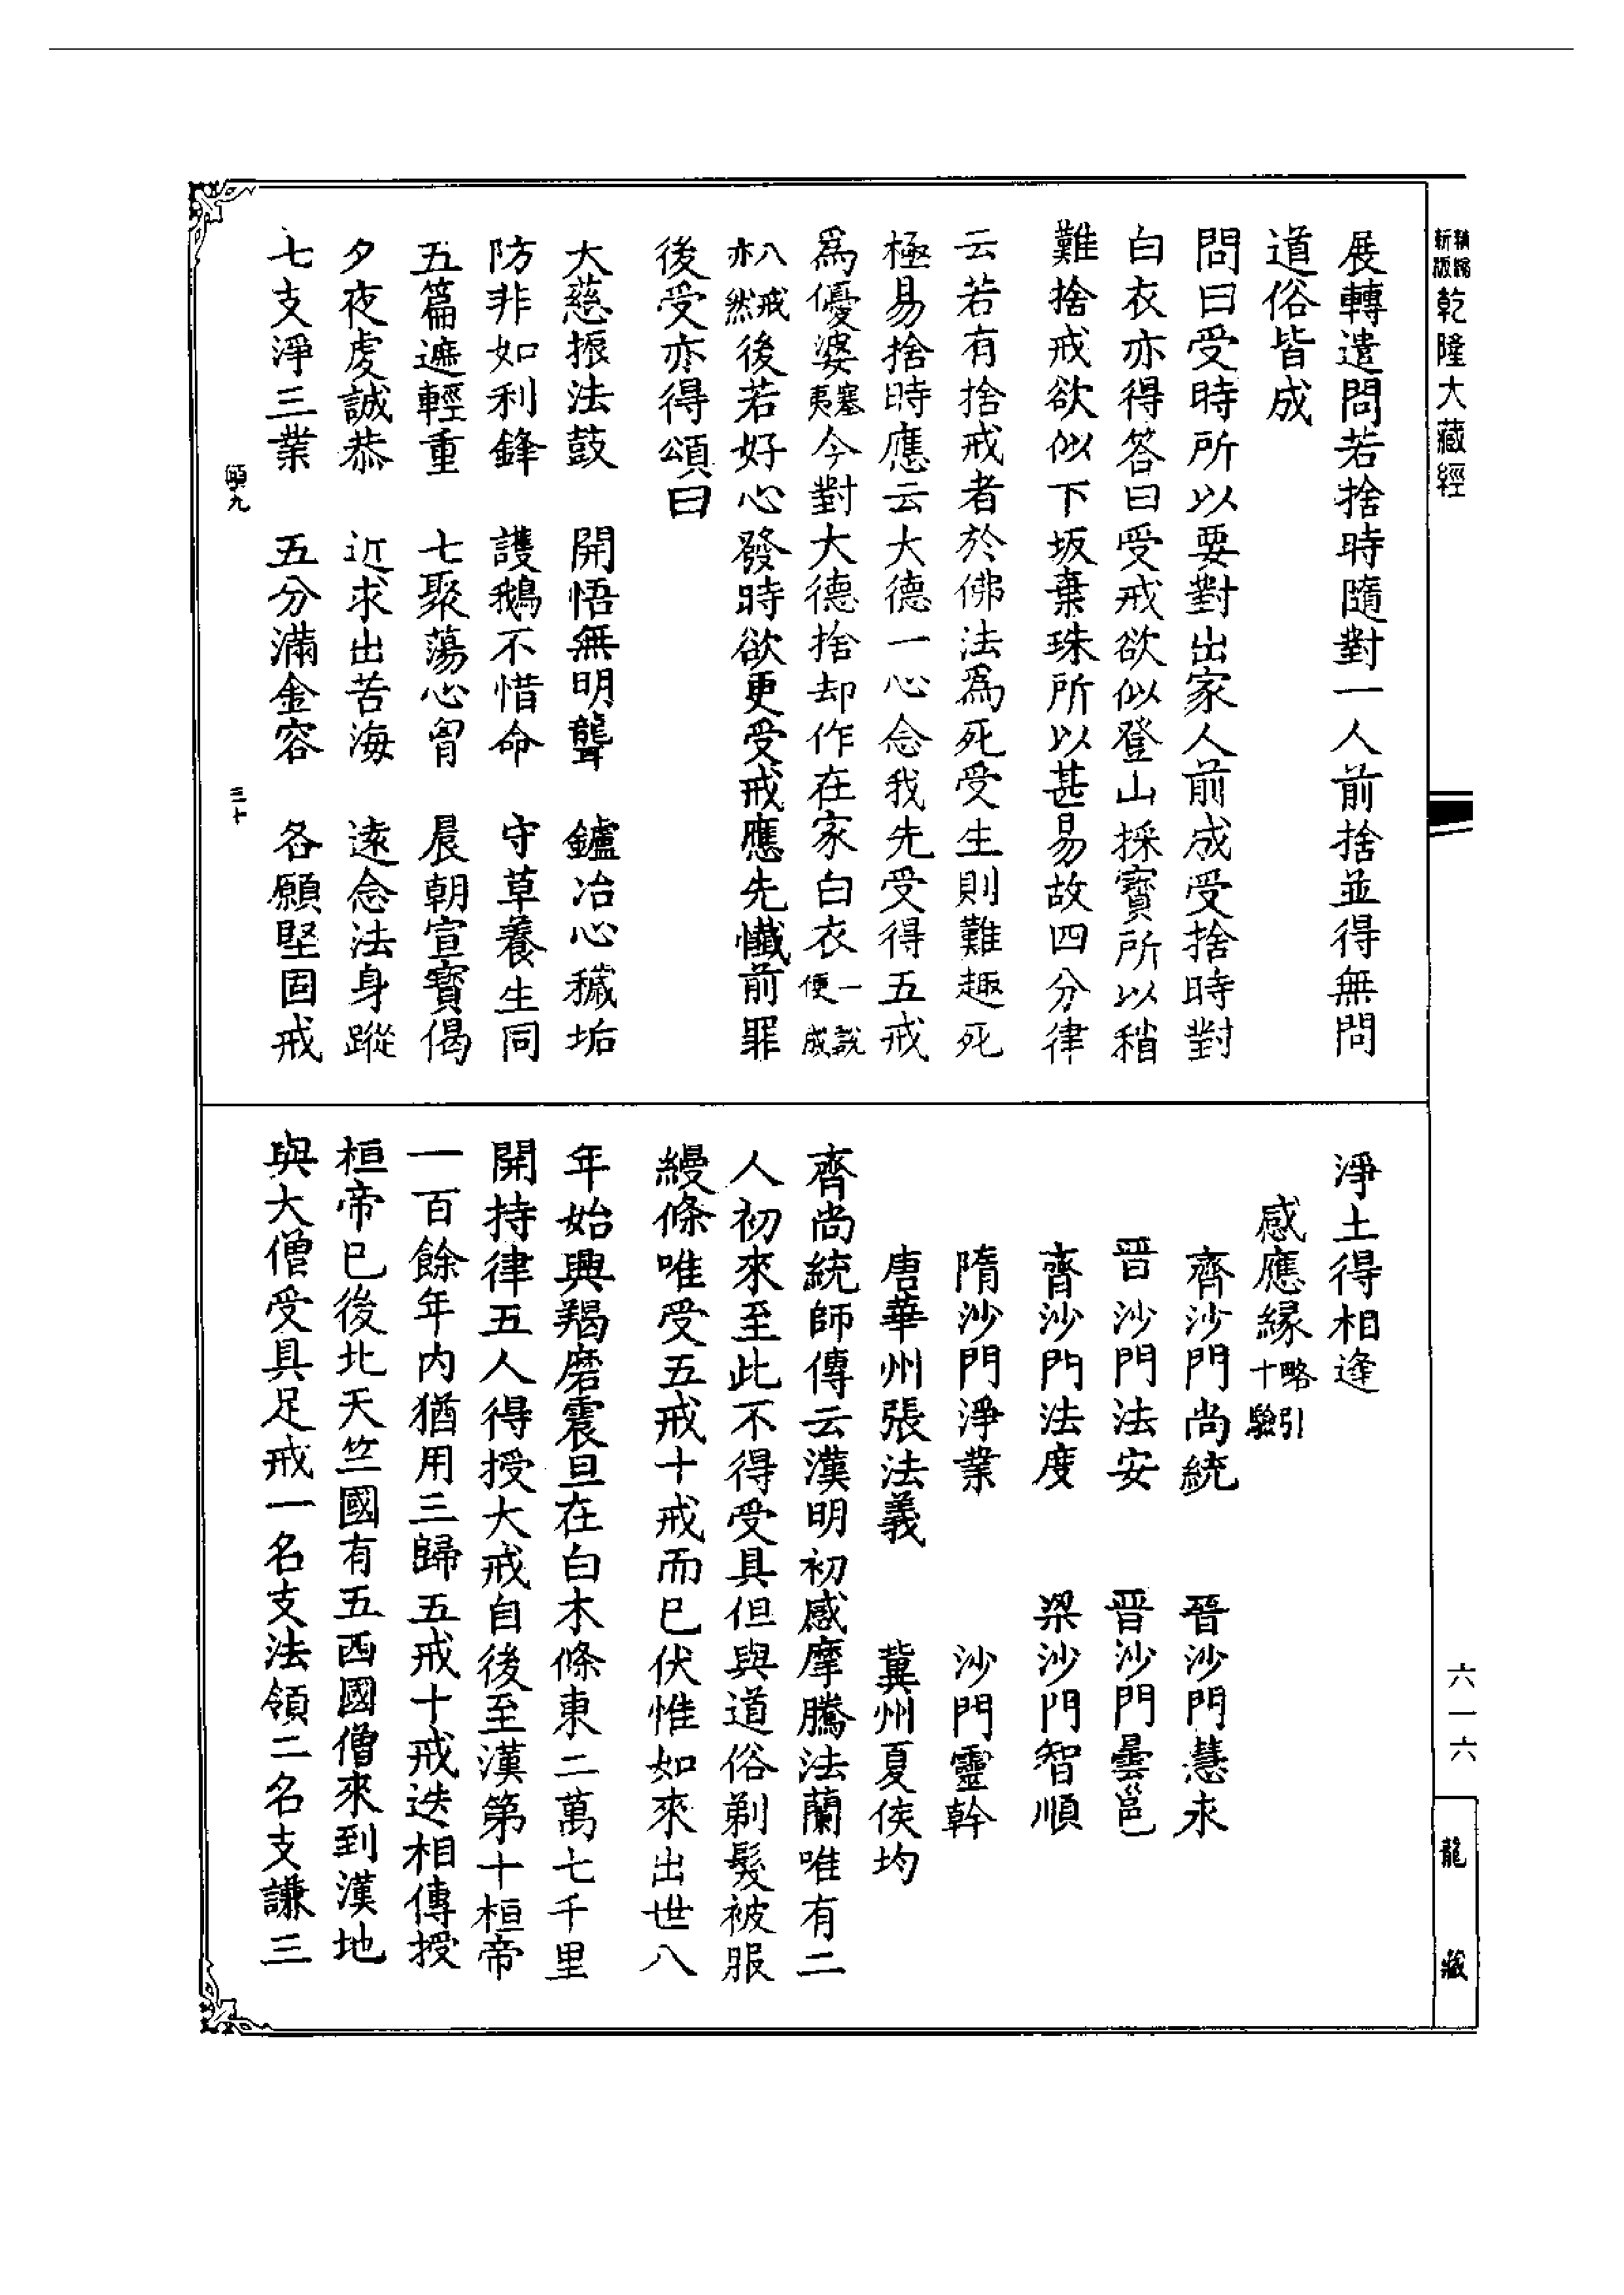 精縮新版乾隆大藏經
六一六
龍藏
展轉遣問若捨時隨對一人前捨並得無問
道俗皆成
問曰受時所以要對出家人前成受捨時對
白衣亦得答曰受戒欲似登山採寶所以稍
難捨戒欲似下坂棄珠所以甚易故四分律
云若有捨戒者於佛法爲死受生則難趣死
極易捨時應云大德一心念我先受得五戒
爲優婆塞夷今對大德捨却作在家白衣一說便成
八戒亦然後若好心發時欲更受戒應先懺前罪
後受亦得頌曰
大慈振法鼓 開悟無明聾 鑪冶心穢垢
防非如利鋒 護鵝不惜命 守草養生同
五篇遮輕重 七聚蕩心胷 晨朝宣寶偈
夕夜虔誠恭 近求出苦海 遠念法身蹤
七支淨三業 五分滿金容 各願堅固戒
三十
淨土得相逢
感應緣略引十驗
齊沙門尚統 晉沙門慧永
晉沙門法安 晉沙門曇邕
齊沙門法度 梁沙門智順
隋沙門淨業 沙門靈幹
唐華州張法義 冀州夏侯均
齊尚統師傳云漢明初感摩騰法蘭唯有二
人初來至此不得受具但與道俗剃髮被服
縵條唯受五戒十戒而已伏惟如來出世八
年始興羯磨震旦在白木條東二萬七千里
開持律五人得授大戒自後至漢第十桓帝
一百餘年内猶用三歸五戒十戒迭相傳授
桓帝已後北天竺國有五西國僧來到漢地
與大僧受具足戒一名支法領二名支謙三